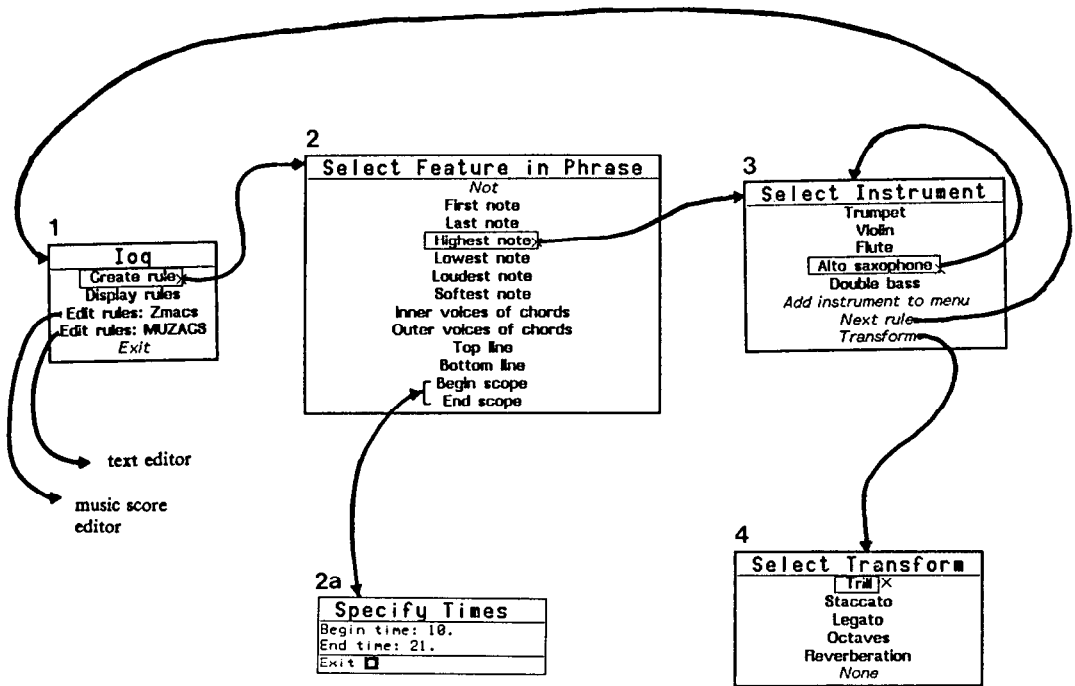 1
Ioq
Create rule
Display rules
Edit rules: Zmacs
Edit rules: MUZACS
Exit
text editor
music score
editor
2
Select Feature in Phrase
Not
First note
Last note
Highest note
Lowest note
Loudest note
Softest note
Inner voices of chords
Outer voices of chords
Top line
Bottom line
Begin scope
End scope
2a
Specify Times
Begin time: 10.
End time: 21.
Exit
3
Select Instrument
Trumpet
Violin
Flute
Alto saxophone
Double bass
Add instrument to menu
Next rule
Transform
4
Select Transform
Trill
Staccato
Legato
Octaves
Reverberation
None